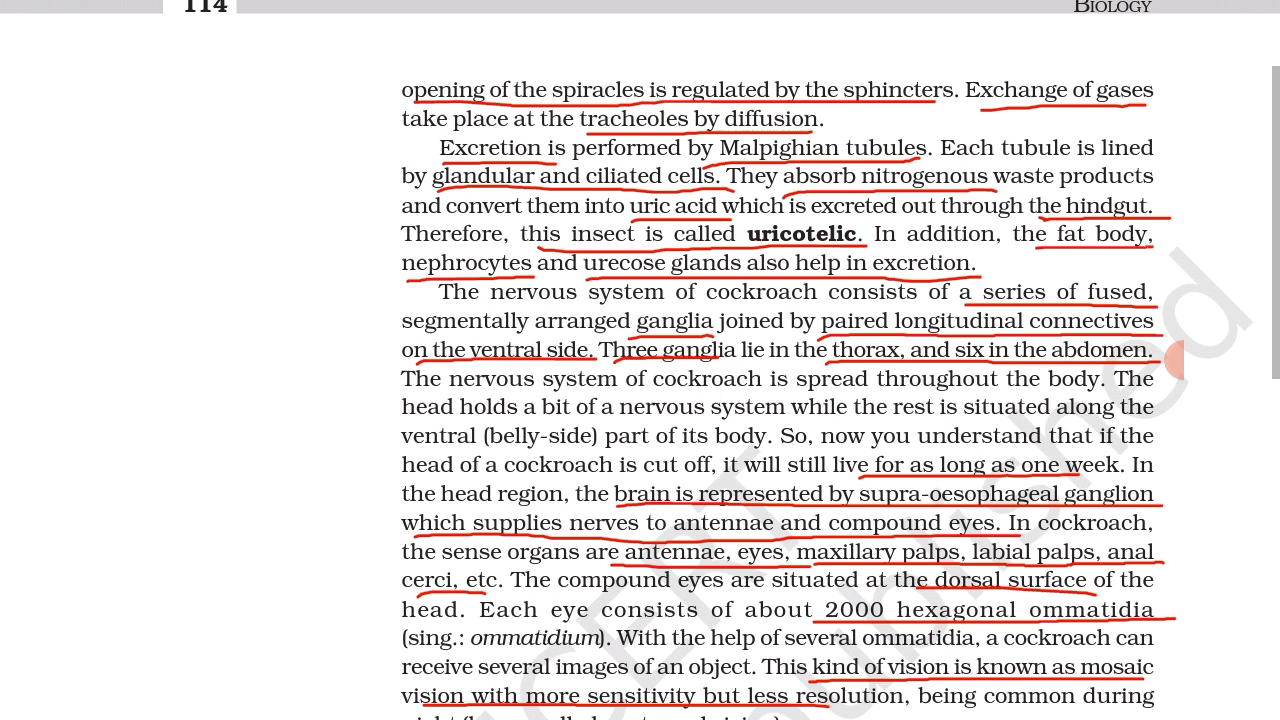 114
BIOLOGY
opening of the spiracles is regulated by the sphincters. Exchange of gases
take place at the tracheoles by diffusion.
Excretion is performed by Malpighian tubules. Each tubule is lined
by glandular and ciliated cells. They absorb nitrogenous waste products
and convert them into uric acid which is excreted out through the hindgut.
Therefore, this insect is called uricotelic. In addition, the fat body,
nephrocytes and urecose glands also help in excretion.
The nervous system of cockroach consists of a series of fused,
segmentally arranged ganglia joined by paired longitudinal connectives
on the ventral side. Three ganglia lie in the thorax, and six in the abdomen.
The nervous system of cockroach is spread throughout the body. The
head holds a bit of a nervous system while the rest is situated along the
ventral (belly-side) part of its body. So, now you understand that if the
head of a cockroach is cut off, it will still live for as long as one week. In
the head region, the brain is represented by supra-oesophageal ganglion
which supplies nerves to antennae and compound eyes. In cockroach,
the sense organs are antennae, eyes, maxillary palps, labial palps, anal
cerci, etc. The compound eyes are situated at the dorsal surface of the
head. Each eye consists of about 2000 hexagonal ommatidia
(sing.: ommatidium). With the help of several ommatidia, a cockroach can
receive several images of an object. This kind of vision is known as mosaic
vision with more sensitivity but less resolution, being common during